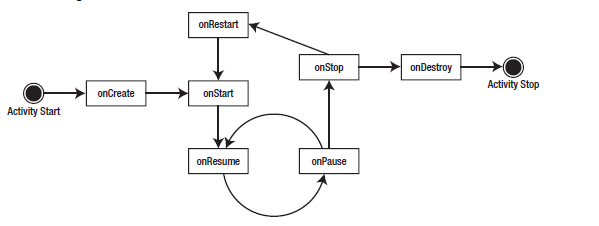 onRestart
onStop
onDestroy
Activity Stop
onCreate
onStart
Activity Start
onResume
onPause